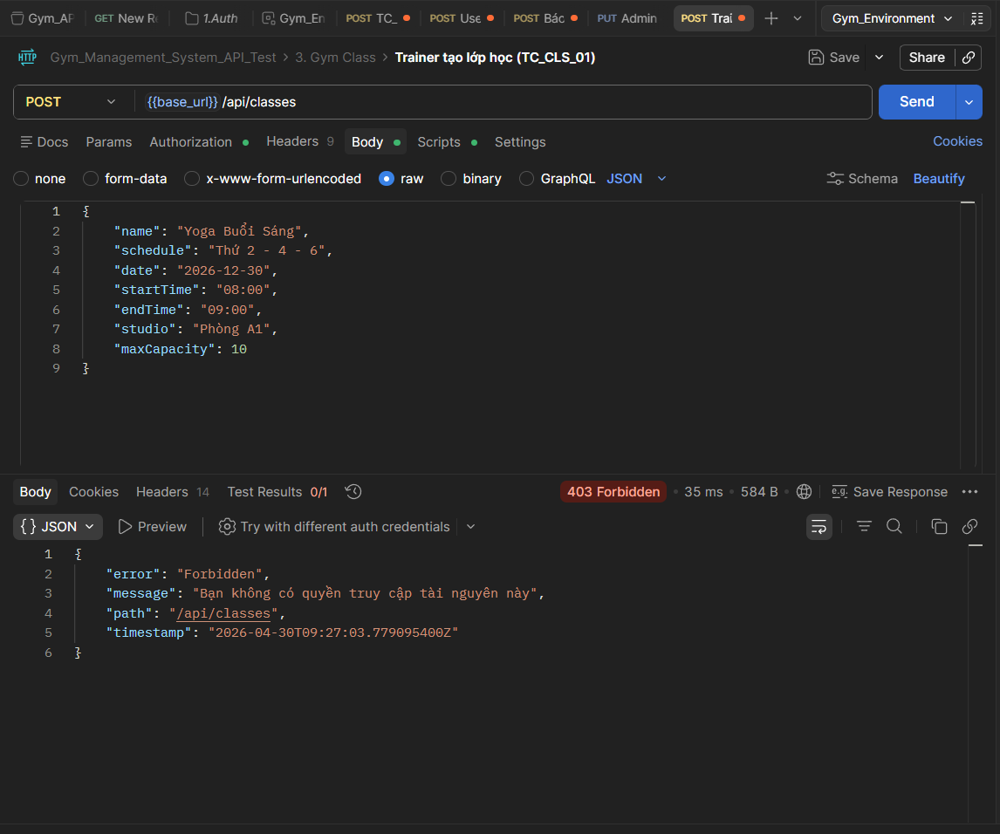 Gym_AF
GET New Re
1.Auth
Gym_En
POST TC_
POST Use
POST Bác
PUT Admin
POST Trai
Gym_Environment
HTTP Gym_Management_System_API_Test > 3. Gym Class > Trainer tạo lớp học (TC_CLS_01)
Save
Share
POST
{{base_url}} /api/classes
Send
Docs Params Authorization Headers 9 Body Scripts Settings
Cookies
none form-data x-www-form-urlencoded raw binary GraphQL JSON
Schema Beautify
1 {
2 "name": "Yoga Buổi Sáng",
3 "schedule": "Thứ 2 - 4 - 6",
4 "date": "2026-12-30",
5 "startTime": "08:00",
6 "endTime": "09:00",
7 "studio": "Phòng A1",
8 "maxCapacity": 10
9 }
Body Cookies Headers 14 Test Results 0/1
403 Forbidden • 35 ms • 584 B • e.g. Save Response
{} JSON Preview Try with different auth credentials
1 {
2 "error": "Forbidden",
3 "message": "Bạn không có quyền truy cập tài nguyên này",
4 "path": "/api/classes",
5 "timestamp": "2026-04-30T09:27:03.779095400Z"
6 }